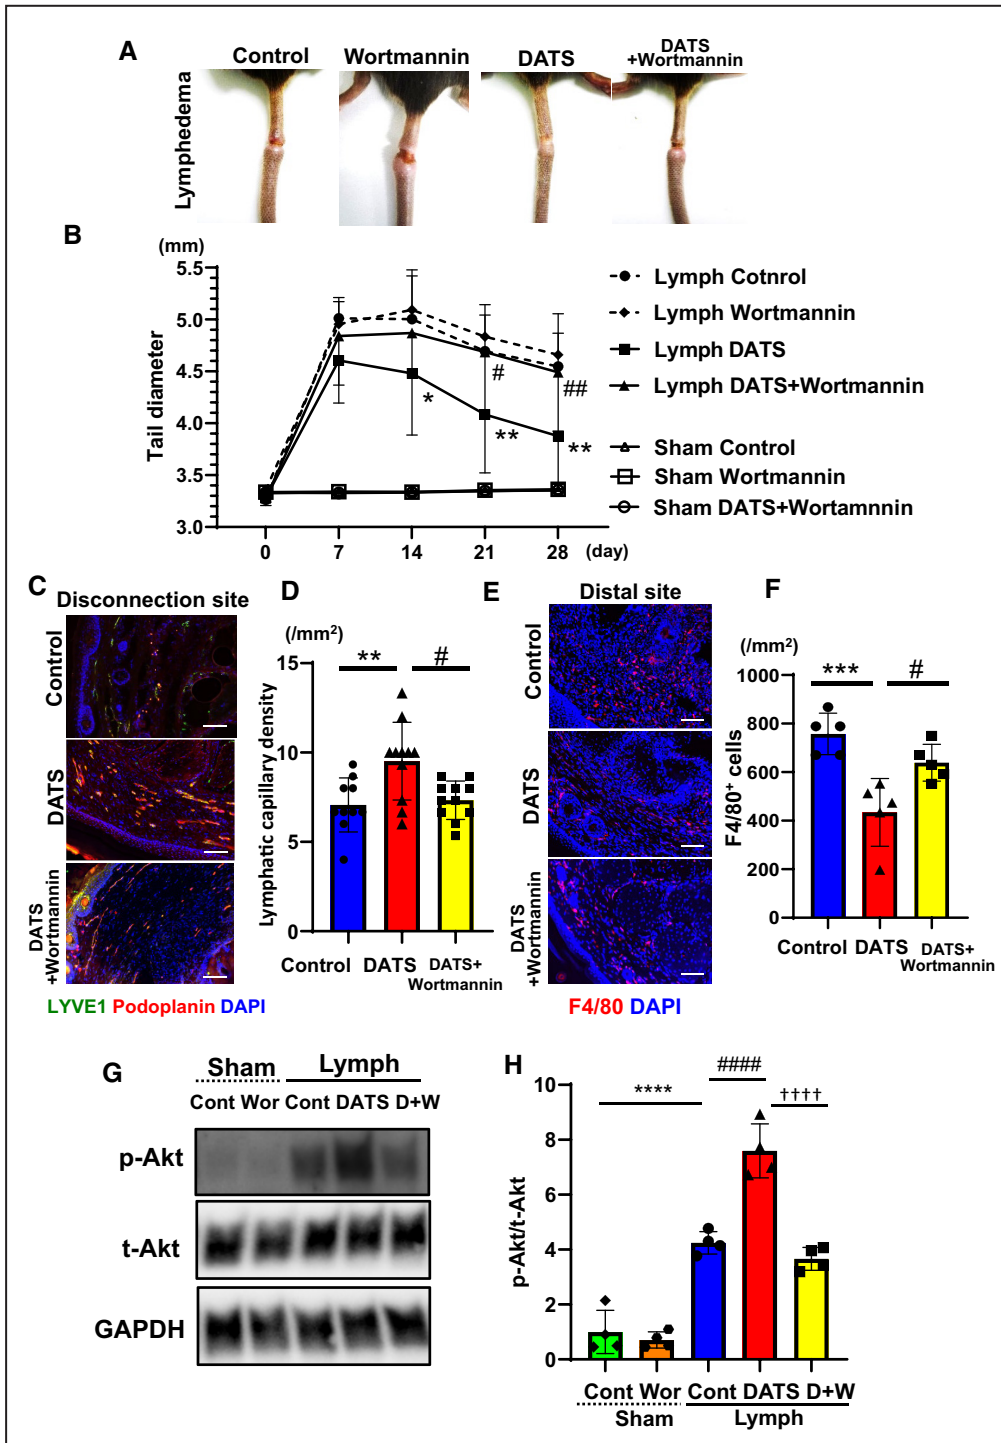 A
Control
Wortmannin
DATS
DATS
+Wortmannin
Lymphedema
B
(mm)
Tail diameter
5.5
5.0
4.5
4.0
3.5
3.0
0
7
14
21
28
(day)
*
#
**
##
**
Lymph Cotnrol
Lymph Wortmannin
Lymph DATS
Lymph DATS+Wortmannin
Sham Control
Sham Wortmannin
Sham DATS+Wortamnnin
C
Disconnection site
Control
DATS
DATS
+Wortmannin
LYVE1 Podoplanin DAPI
D
(/mm²)
Lymphatic capillary density
15
10
5
0
**
#
Control
DATS
DATS+
Wortmannin
E
Distal site
Control
DATS
DATS
+Wortmannin
F4/80 DAPI
F
(/mm²)
F4/80⁺ cells
1000
800
600
400
200
0
***
#
Control
DATS
DATS+
Wortmannin
G
Sham
Lymph
Cont Wor Cont DATS D+W
p-Akt
t-Akt
GAPDH
H
p-Akt/t-Akt
10
8
6
4
2
0
****
####
††††
Cont Wor Cont DATS D+W
Sham
Lymph